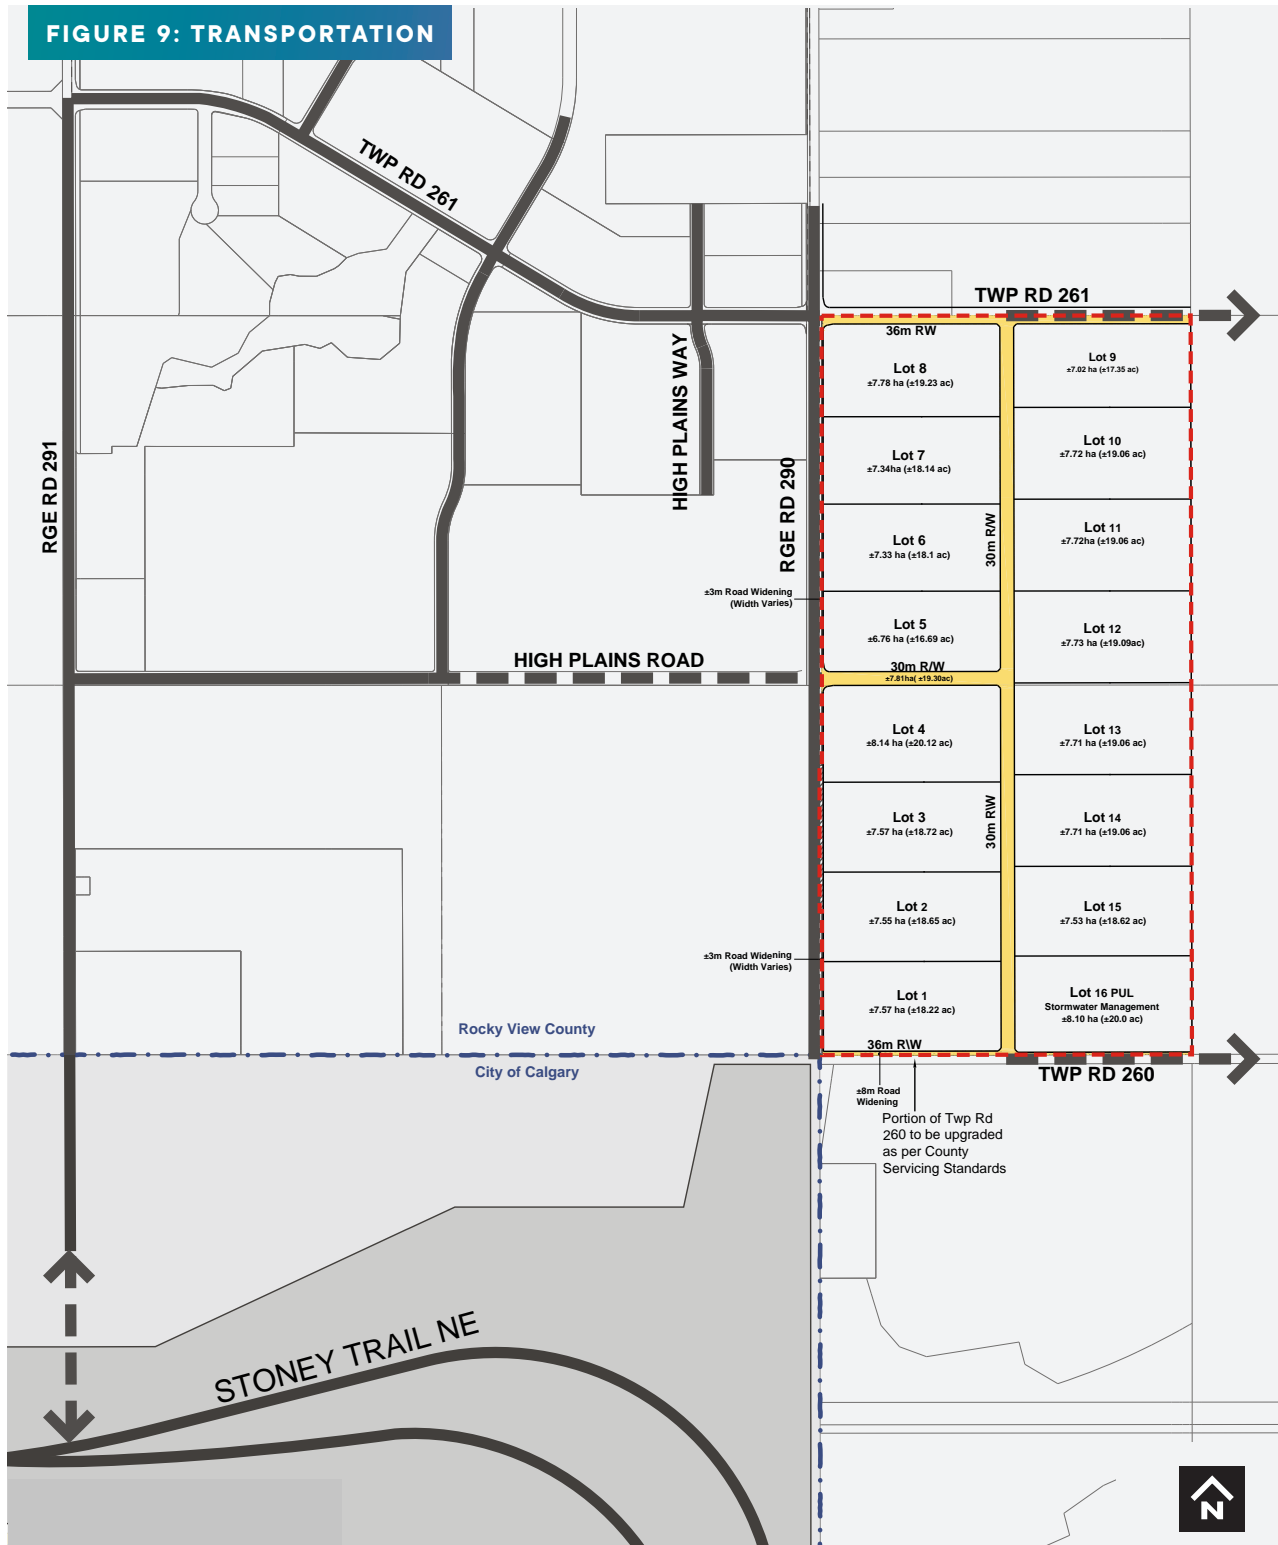 FIGURE 9: TRANSPORTATION
TWP RD 261
TWP RD 261
36m RW
Lot 8
±7.78 ha (±19.23 ac)
Lot 9
±7.02 ha (±17.35 ac)
HIGH PLAINS WAY
RGE RD 291
RGE RD 290
Lot 7
±7.34ha (±18.14 ac)
Lot 10
±7.72 ha (±19.06 ac)
Lot 6
±7.33 ha (±18.1 ac)
30m R/W
Lot 11
±7.72ha (±19.06 ac)
±3m Road Widening
(Width Varies)
Lot 5
±6.76 ha (±16.69 ac)
Lot 12
±7.73 ha (±19.09ac)
HIGH PLAINS ROAD
30m R/W
±7.81ha( ±19.30ac)
Lot 4
±8.14 ha (±20.12 ac)
Lot 13
±7.71 ha (±19.06 ac)
Lot 3
±7.57 ha (±18.72 ac)
30m R\W
Lot 14
±7.71 ha (±19.06 ac)
Lot 2
±7.55 ha (±18.65 ac)
Lot 15
±7.53 ha (±18.62 ac)
±3m Road Widening
(Width Varies)
Lot 1
±7.57 ha (±18.22 ac)
Lot 16 PUL
Stormwater Management
±8.10 ha (±20.0 ac)
Rocky View County
36m R\W
City of Calgary
TWP RD 260
±8m Road
Widening
Portion of Twp Rd
260 to be upgraded
as per County
Servicing Standards
STONEY TRAIL NE
N